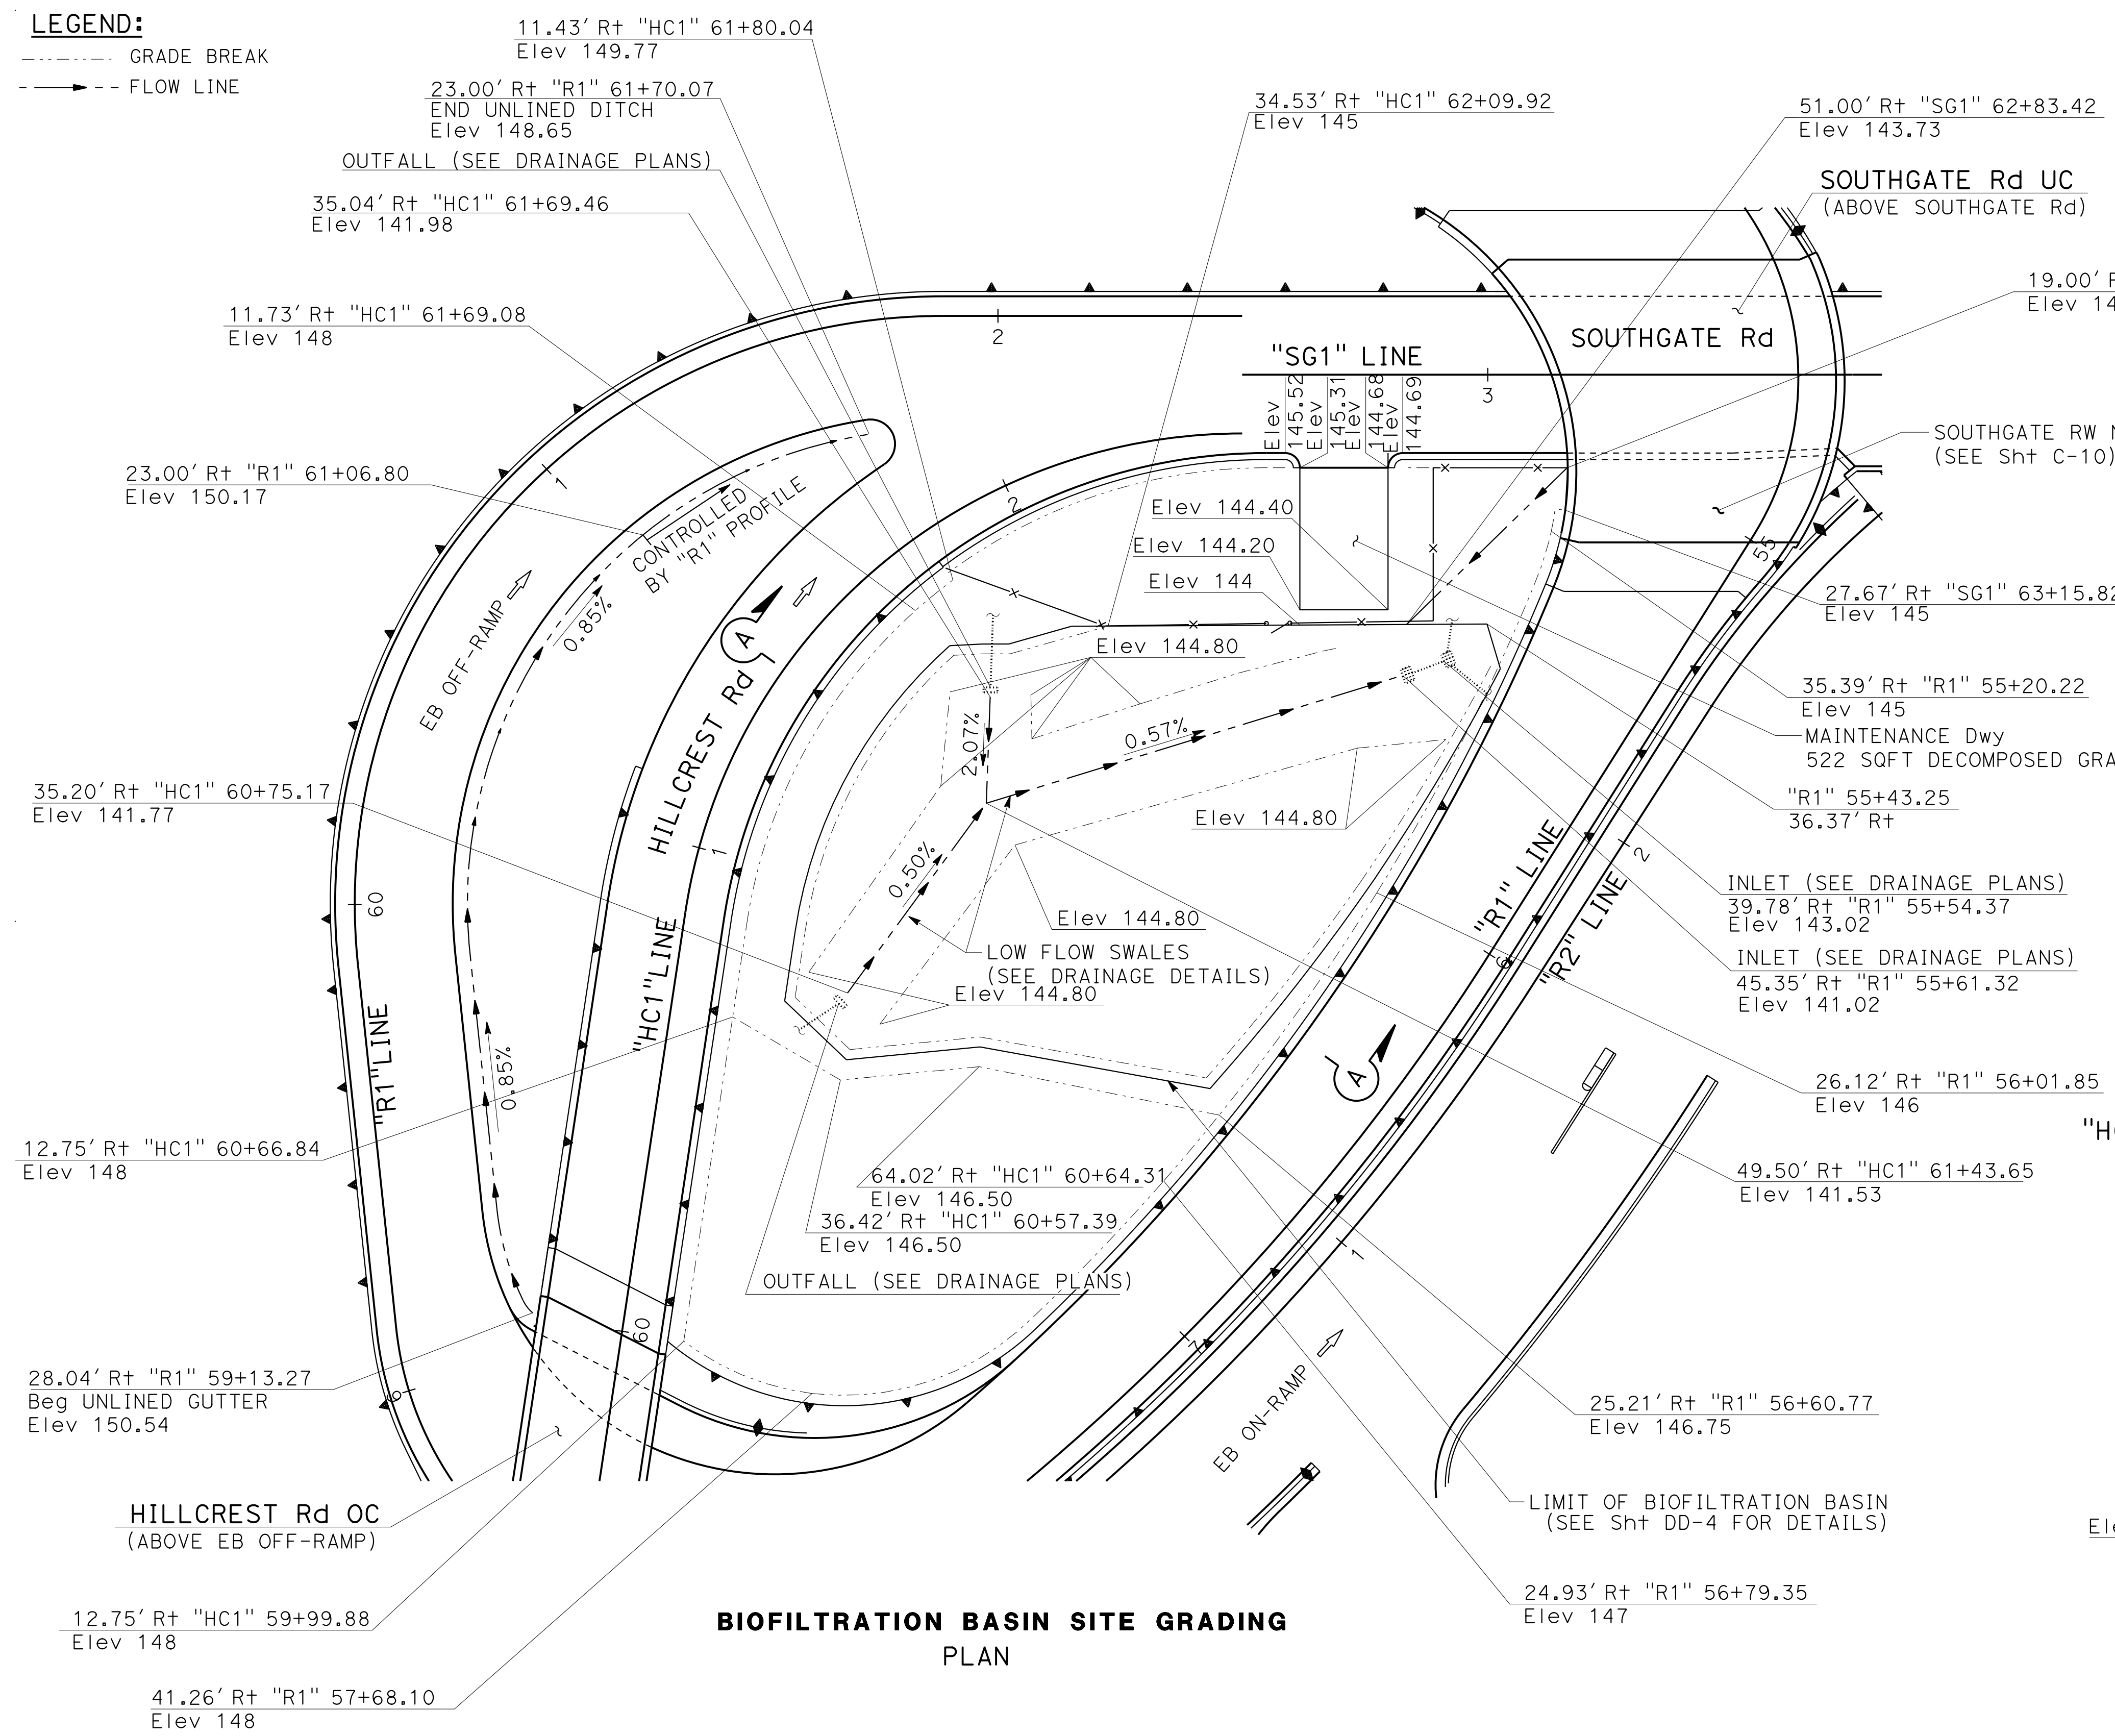 LEGEND:
GRADE BREAK
FLOW LINE
11.43' Rt "HC1" 61+80.04
Elev 149.77
23.00' Rt "R1" 61+70.07
END UNLINED DITCH
Elev 148.65
OUTFALL (SEE DRAINAGE PLANS)
35.04' Rt "HC1" 61+69.46
Elev 141.98
11.73' Rt "HC1" 61+69.08
Elev 148
23.00' Rt "R1" 61+06.80
Elev 150.17
35.20' Rt "HC1" 60+75.17
Elev 141.77
12.75' Rt "HC1" 60+66.84
Elev 148
28.04' Rt "R1" 59+13.27
Beg UNLINED GUTTER
Elev 150.54
HILLCREST Rd OC
(ABOVE EB OFF-RAMP)
12.75' Rt "HC1" 59+99.88
Elev 148
41.26' Rt "R1" 57+68.10
Elev 148
34.53' Rt "HC1" 62+09.92
Elev 145
51.00' Rt "SG1" 62+83.42
Elev 143.73
SOUTHGATE Rd UC
(ABOVE SOUTHGATE Rd)
19.00' R
Elev 14
SOUTHGATE Rd
"SG1" LINE
2
3
Elev
145.52
Elev
145.31
Elev
144.68
Elev
144.69
SOUTHGATE RW
(SEE Sht C-10)
1
2
CONTROLLED
BY "R1" PROFILE
0.85%
EB OFF-RAMP
A
HILLCREST Rd
Elev 144.40
Elev 144.20
Elev 144
Elev 144.80
55
27.67' Rt "SG1" 63+15.82
Elev 145
35.39' Rt "R1" 55+20.22
Elev 145
MAINTENANCE Dwy
522 SQFT DECOMPOSED GRA
"R1" 55+43.25
36.37' Rt
2.07%
0.57%
0.50%
Elev 144.80
Elev 144.80
LOW FLOW SWALES
(SEE DRAINAGE DETAILS)
Elev 144.80
1
60
"R1" LINE
"HC1" LINE
0.85%
"R1" LINE
"R2" LINE
2
6
INLET (SEE DRAINAGE PLANS)
39.78' Rt "R1" 55+54.37
Elev 143.02
INLET (SEE DRAINAGE PLANS)
45.35' Rt "R1" 55+61.32
Elev 141.02
26.12' Rt "R1" 56+01.85
Elev 146
49.50' Rt "HC1" 61+43.65
Elev 141.53
A
"H
64.02' Rt "HC1" 60+64.31
Elev 146.50
36.42' Rt "HC1" 60+57.39
Elev 146.50
OUTFALL (SEE DRAINAGE PLANS)
60
9
7
1
EB ON-RAMP
25.21' Rt "R1" 56+60.77
Elev 146.75
LIMIT OF BIOFILTRATION BASIN
(SEE Sht DD-4 FOR DETAILS)
24.93' Rt "R1" 56+79.35
Elev 147
BIOFILTRATION BASIN SITE GRADING
PLAN